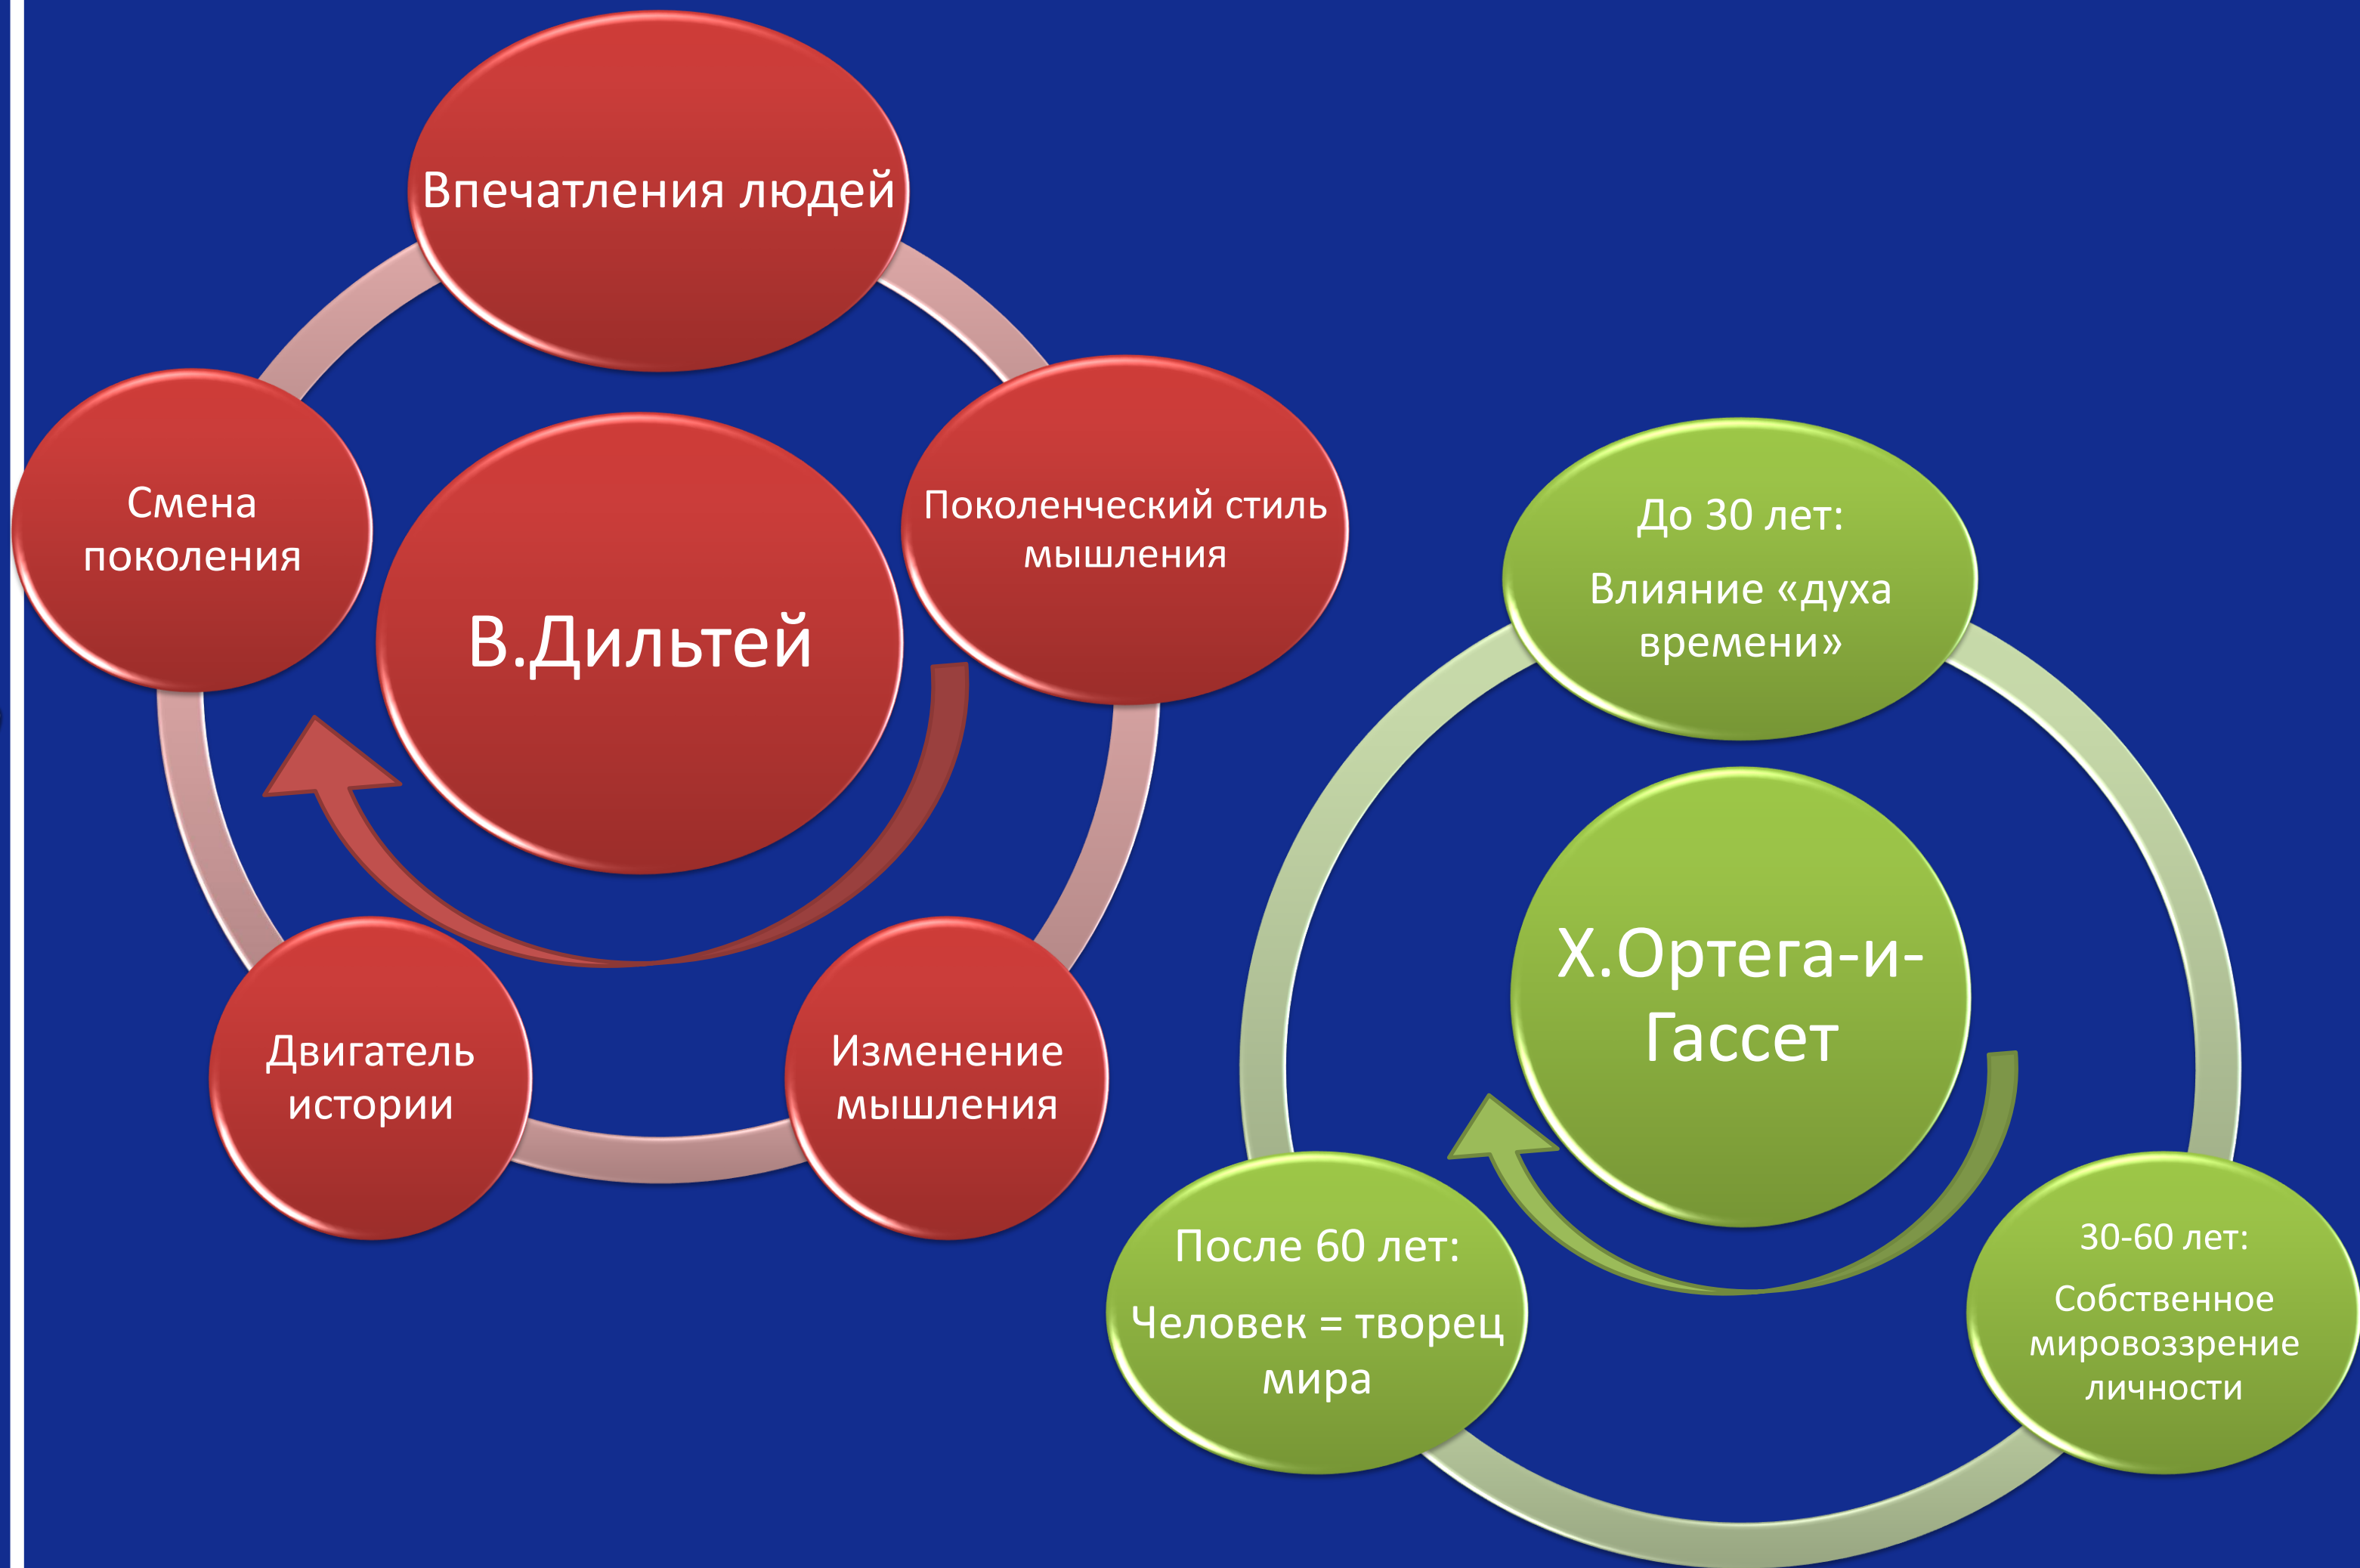 Впечатления людей
Поколенческий стиль
мышления
Изменение
мышления
Двигатель
истории
Смена
поколения
В.Дильтей
До 30 лет:
Влияние «духа
времени»
30-60 лет:
Собственное
мировоззрение
личности
После 60 лет:
Человек = творец
мира
Х.Ортега-и-
Гассет